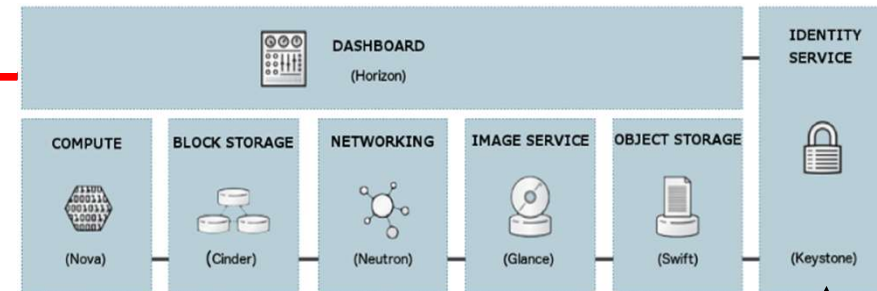 DASHBOARD
(Horizon)
IDENTITY
SERVICE
(Keystone)
COMPUTE
(Nova)
BLOCK STORAGE
(Cinder)
NETWORKING
(Neutron)
IMAGE SERVICE
(Glance)
OBJECT STORAGE
(Swift)